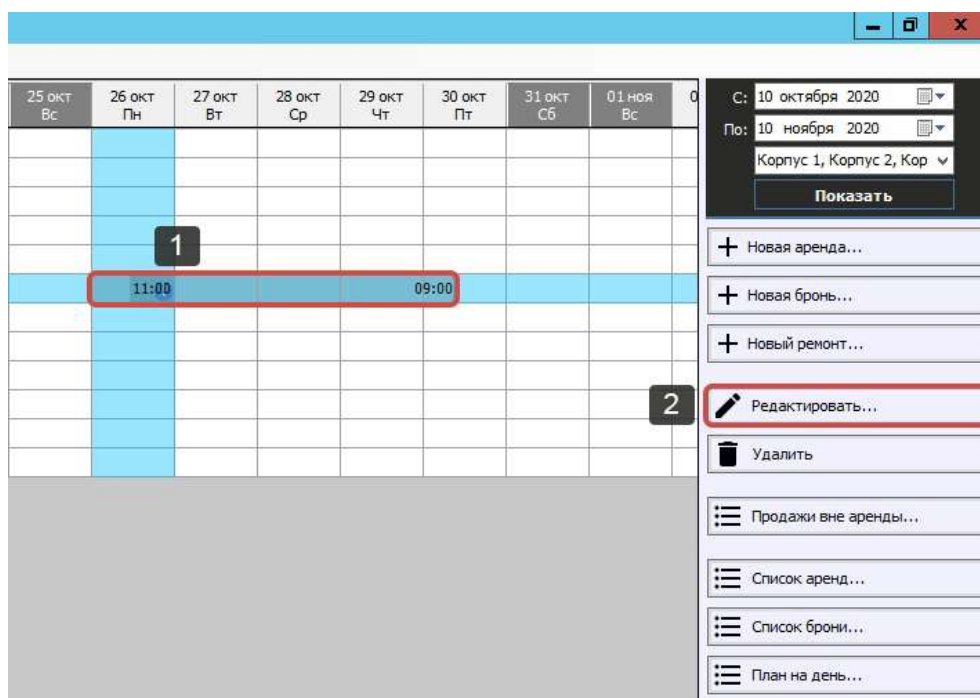 25 окт 26 окт 27 окт 28 окт 29 окт 30 окт 31 окт 01 ноя 0
Вс Пн Вт Ср Чт Пт Сб Вс
С: 10 октября 2020
По: 10 ноября 2020
Корпус 1, Корпус 2, Кор
Показать
1
11:00 09:00
+ Новая аренда...
+ Новая бронь...
+ Новый ремонт...
2
Редактировать...
Удалить
Продажи вне аренды...
Список аренд...
Список брони...
План на день...